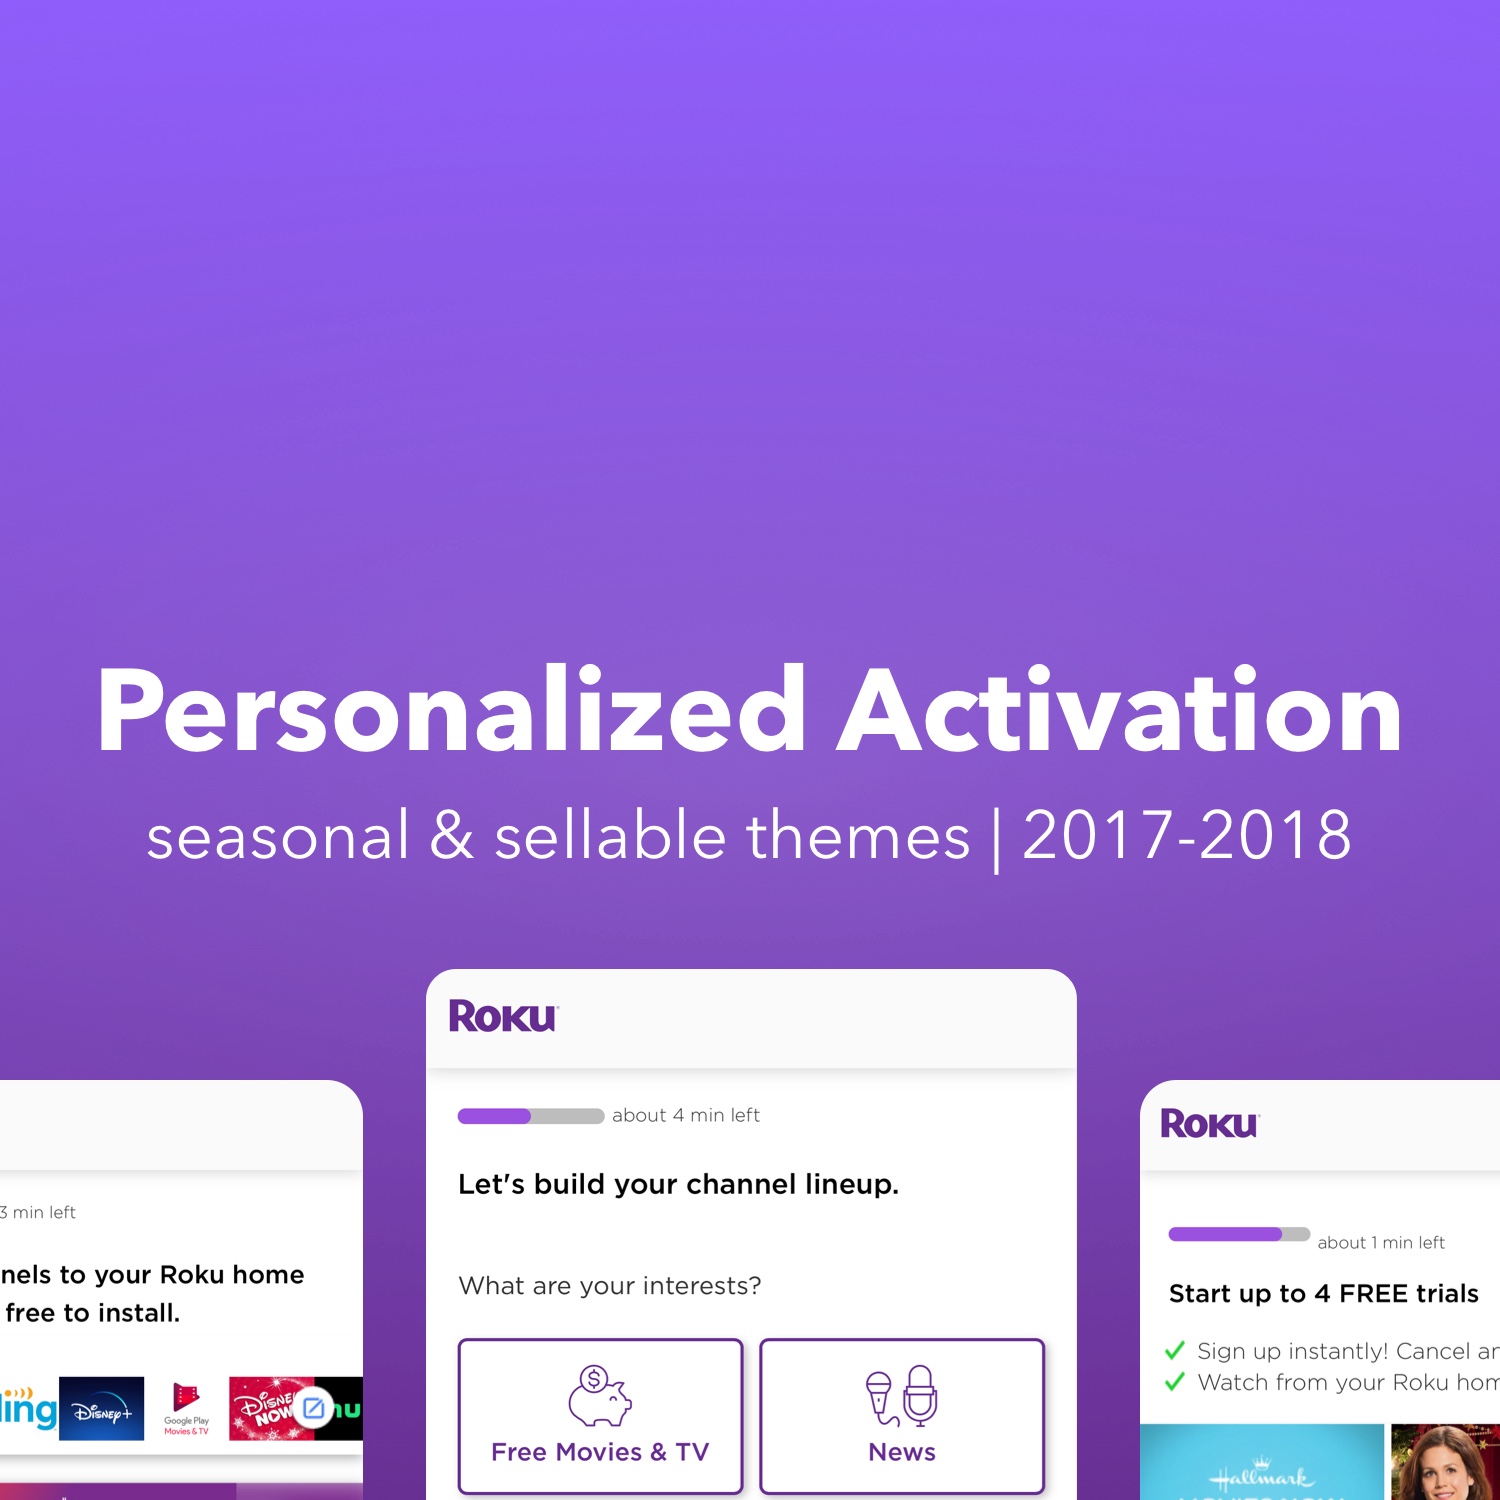 Personalized Activation
seasonal & sellable themes | 2017-2018
3 min left
nels to your Roku home
free to install.
ling
Disney+
Google Play
Movies & TV
DISNEY
NOW
hu
Roku
about 4 min left
Let's build your channel lineup.
What are your interests?
Free Movies & TV
News
Roku
about 1 min left
Start up to 4 FREE trials
Sign up instantly! Cancel an
Watch from your Roku hom
Hallmark
MOVIES NOW